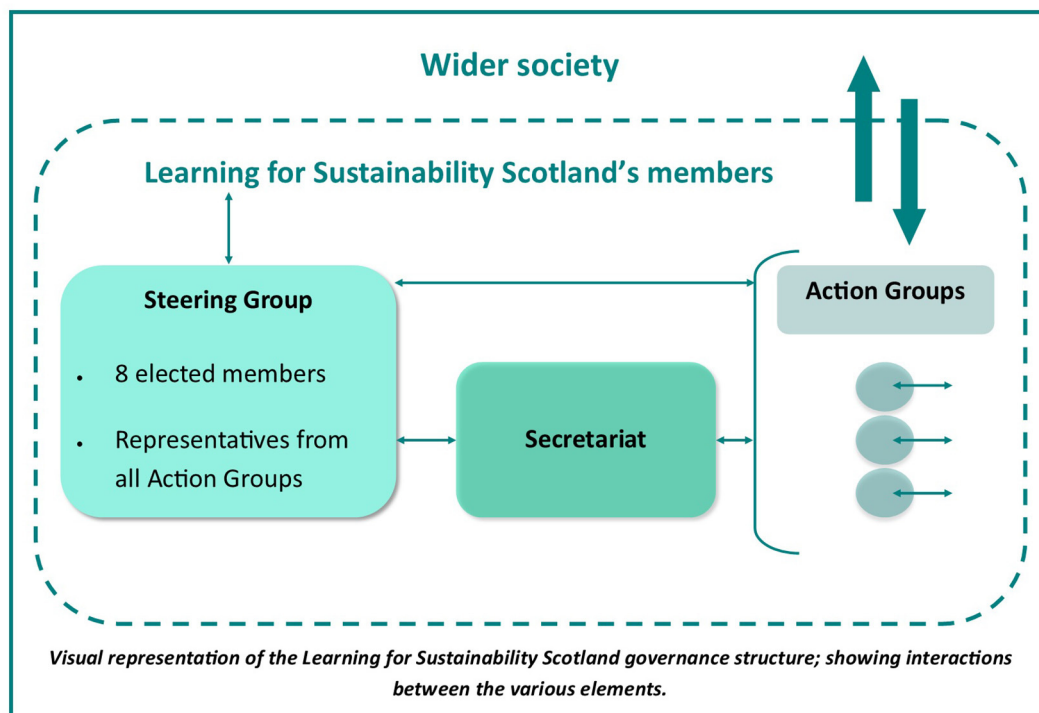 Wider society
Learning for Sustainability Scotland's members
Steering Group
• 8 elected members
• Representatives from
all Action Groups
Secretariat
Action Groups
Visual representation of the Learning for Sustainability Scotland governance structure; showing interactions
between the various elements.